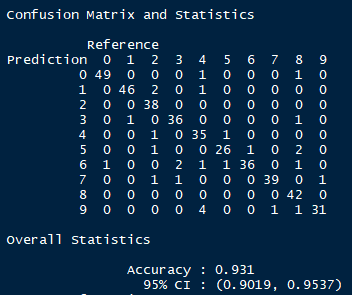 Confusion Matrix and Statistics
Reference
Prediction 0 1 2 3 4 5 6 7 8 9
0 49 0 0 0 1 0 0 0 1 0
1 0 46 2 0 1 0 0 0 0 0
2 0 0 38 0 0 0 0 0 0 0
3 0 1 0 36 0 0 0 0 1 0
4 0 0 1 0 35 1 0 0 0 0
5 0 0 0 1 0 26 1 0 2 0
6 1 0 0 2 1 1 36 0 1 0
7 0 0 1 1 0 0 0 39 0 1
8 0 0 0 0 0 0 0 0 42 0
9 0 0 0 0 4 0 0 1 1 31
Overall Statistics
Accuracy : 0.931
95% CI : (0.9019, 0.9537)